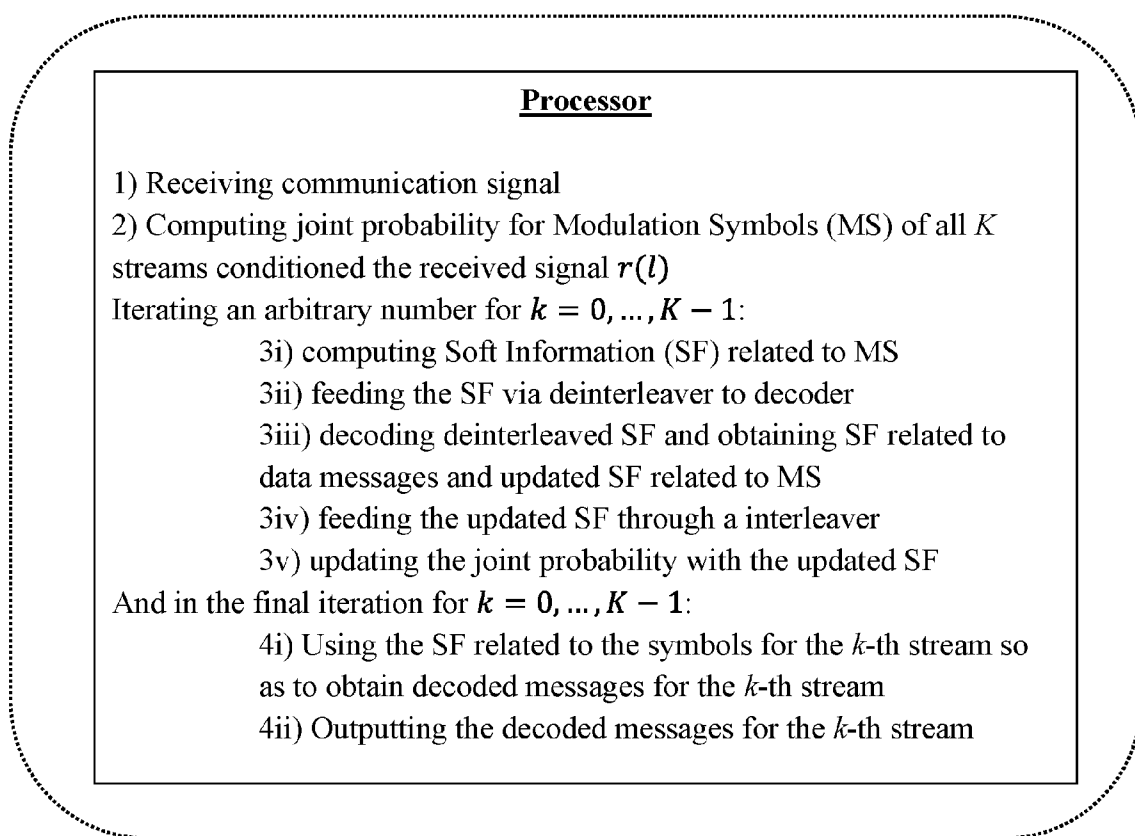 Processor
1) Receiving communication signal
2) Computing joint probability for Modulation Symbols (MS) of all K
streams conditioned the received signal r(l)
Iterating an arbitrary number for k = 0, ..., K − 1:
3i) computing Soft Information (SF) related to MS
3ii) feeding the SF via deinterleaver to decoder
3iii) decoding deinterleaved SF and obtaining SF related to
data messages and updated SF related to MS
3iv) feeding the updated SF through a interleaver
3v) updating the joint probability with the updated SF
And in the final iteration for k = 0, ..., K − 1:
4i) Using the SF related to the symbols for the k-th stream so
as to obtain decoded messages for the k-th stream
4ii) Outputting the decoded messages for the k-th stream